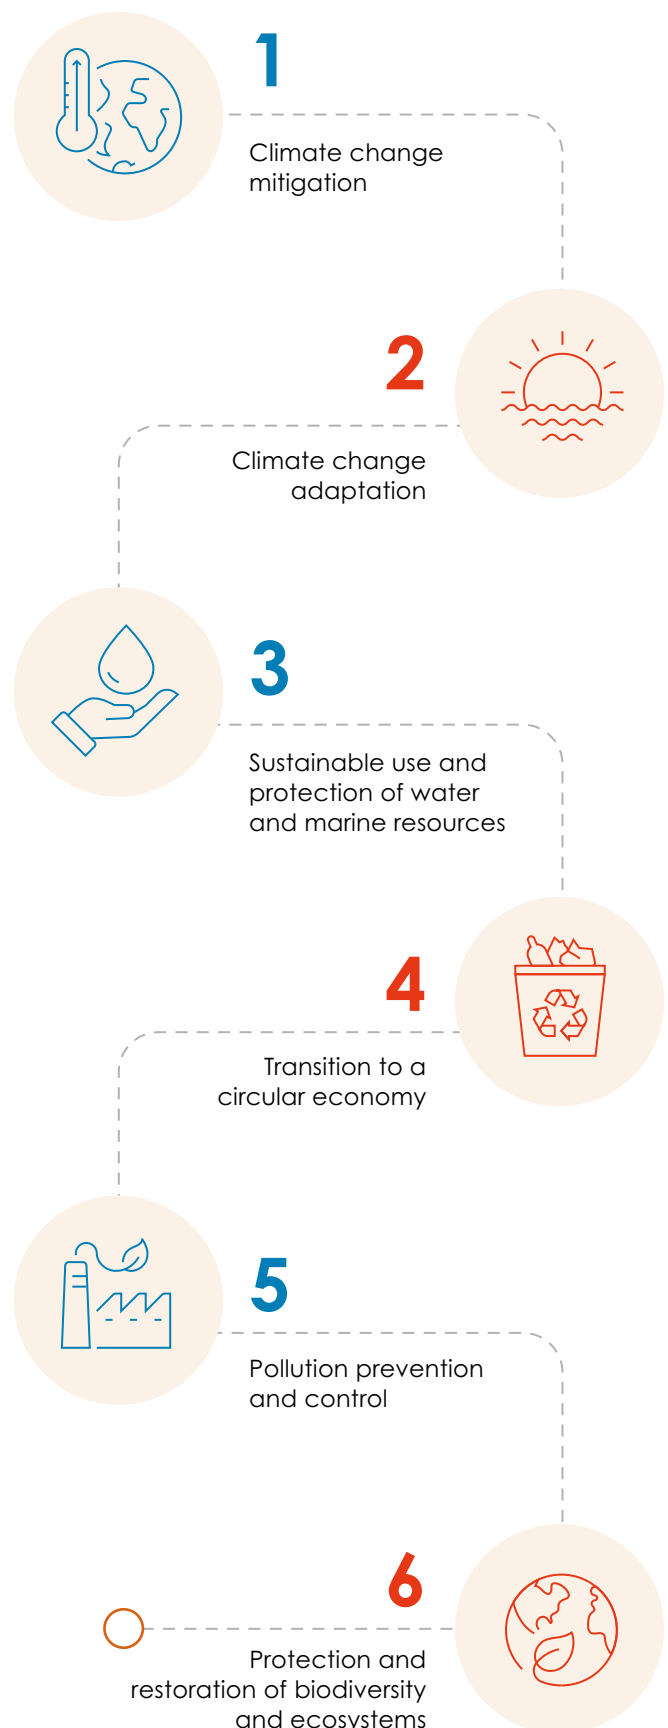 1
Climate change
mitigation
2
Climate change
adaptation
3
Sustainable use and
protection of water
and marine resources
4
Transition to a
circular economy
5
Pollution prevention
and control
6
Protection and
restoration of biodiversity
and ecosystems